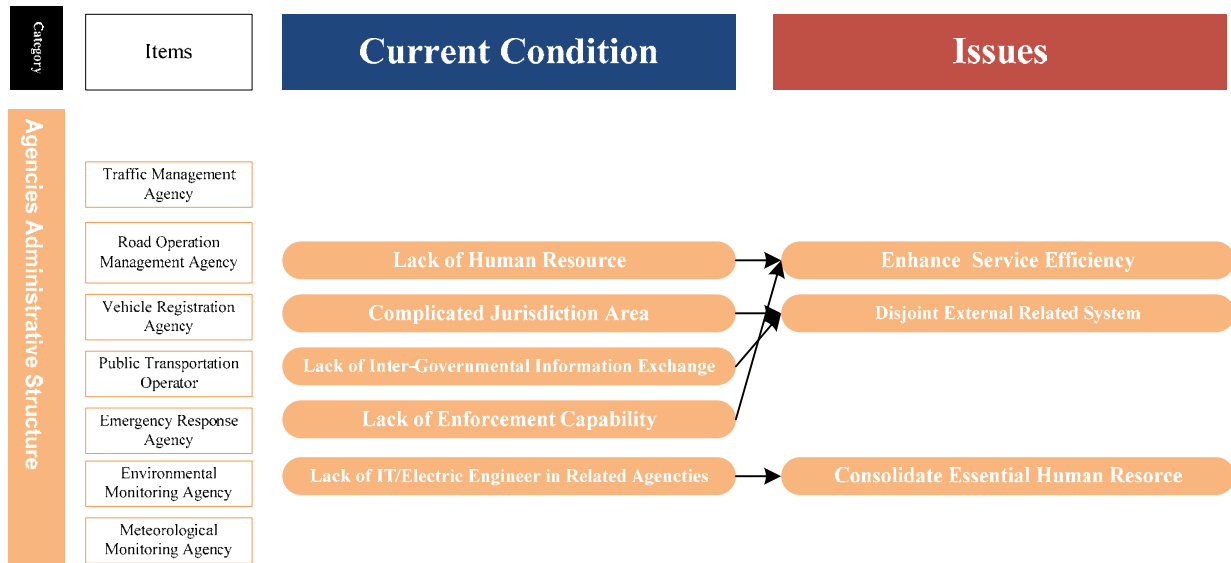 Category
Items
Current Condition
Issues
Agencies Administrative Structure
Traffic Management
Agency
Road Operation
Management Agency
Vehicle Registration
Agency
Public Transportation
Operator
Emergency Response
Agency
Environmental
Monitoring Agency
Meteorological
Monitoring Agency
Lack of Human Resource
Complicated Jurisdiction Area
Lack of Inter-Governmental Information Exchange
Lack of Enforcement Capability
Lack of IT/Electric Engineer in Related Agencties
Enhance Service Efficiency
Disjoint External Related System
Consolidate Essential Human Resorce